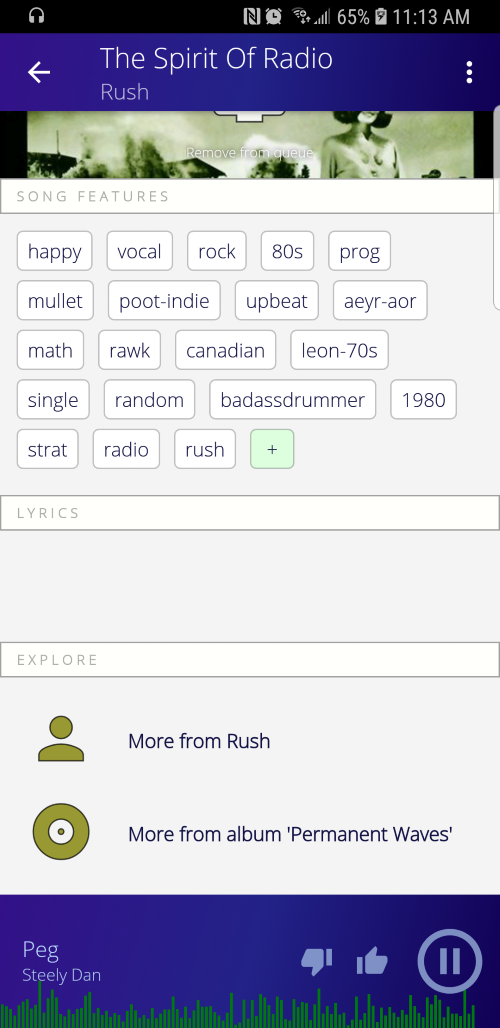 65% 11:13 AM
The Spirit Of Radio
Rush
Remove from queue
SONG FEATURES
happy vocal rock 80s prog
mullet poot-indie upbeat aeyr-aor
math rawk canadian leon-70s
single random badassdrummer 1980
strat radio rush +
LYRICS
EXPLORE
More from Rush
More from album 'Permanent Waves'
Peg
Steely Dan